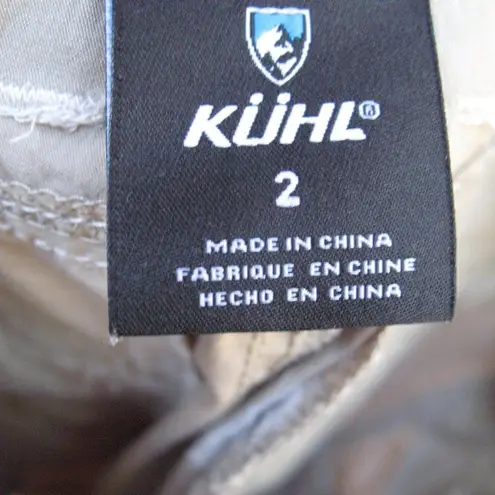 KÜHL®
2
MADE IN CHINA
FABRIQUE EN CHINE
HECHO EN CHINA